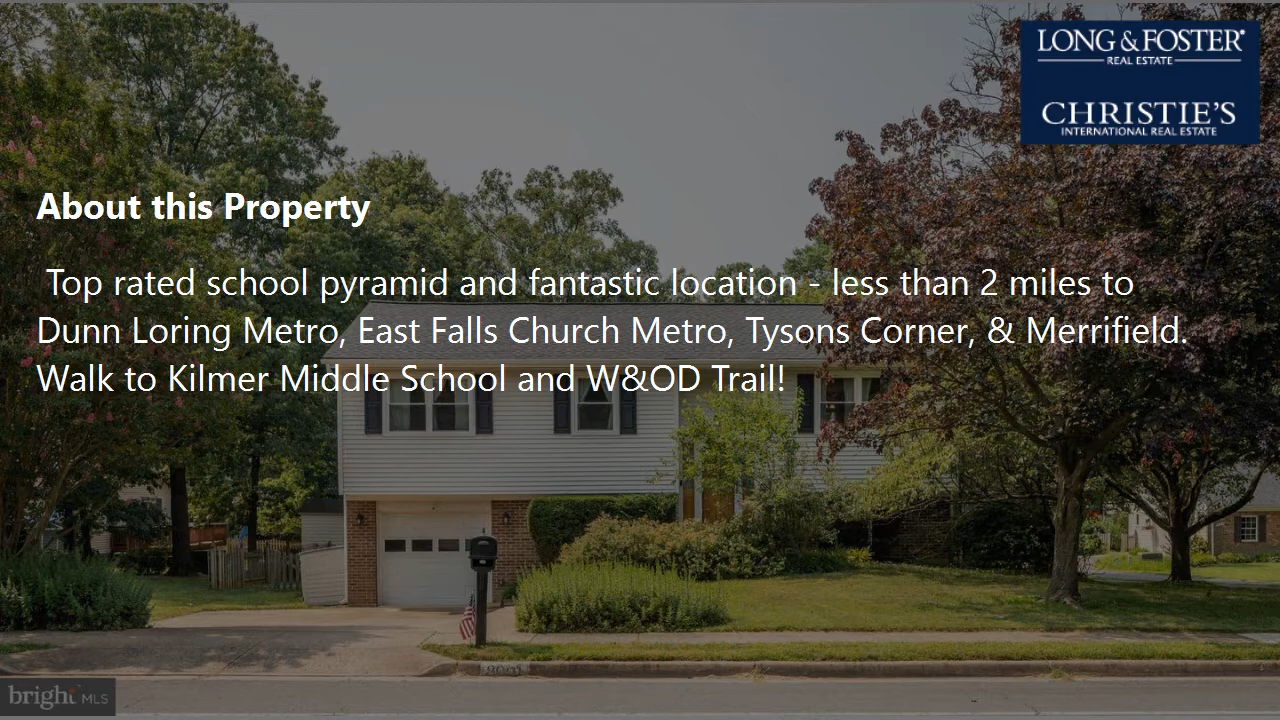 LONG & FOSTER®
REAL ESTATE
CHRISTIE'S
INTERNATIONAL REAL ESTATE
About this Property
Top rated school pyramid and fantastic location - less than 2 miles to
Dunn Loring Metro, East Falls Church Metro, Tysons Corner, & Merrifield.
Walk to Kilmer Middle School and W&OD Trail!
bright MLS